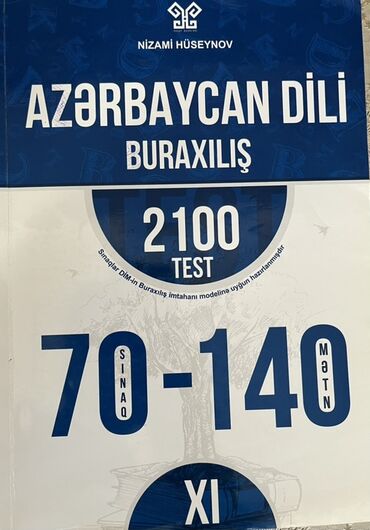 NİZAMİ HÜSEYNOV
AZƏRBAYCAN DİLİ
BURAXILIŞ
2100
TEST
Sınaqlar DİM-in Buraxılış imtahanı modelinə uyğun hazırlanmışdır
70-140
SINAQ
MƏTN
XI